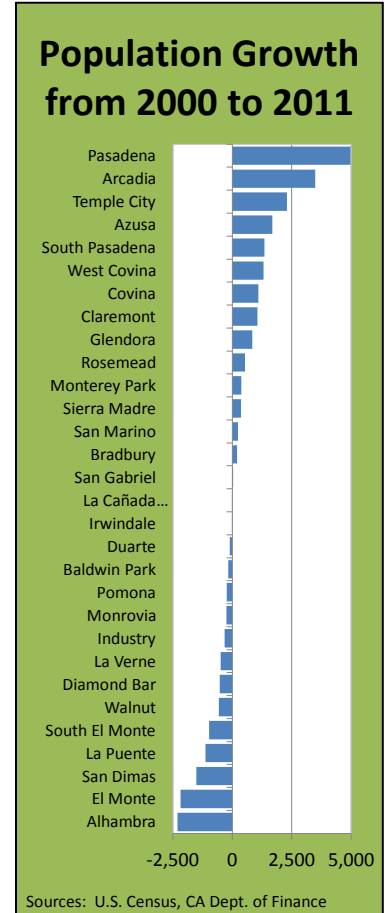 Population Growth
from 2000 to 2011
Pasadena
Arcadia
Temple City
Azusa
South Pasadena
West Covina
Covina
Claremont
Glendora
Rosemead
Monterey Park
Sierra Madre
San Marino
Bradbury
San Gabriel
La Cañada...
Irwindale
Duarte
Baldwin Park
Pomona
Monrovia
Industry
La Verne
Diamond Bar
Walnut
South El Monte
La Puente
San Dimas
El Monte
Alhambra
-2,500 0 2,500 5,000
Sources: U.S. Census, CA Dept. of Finance